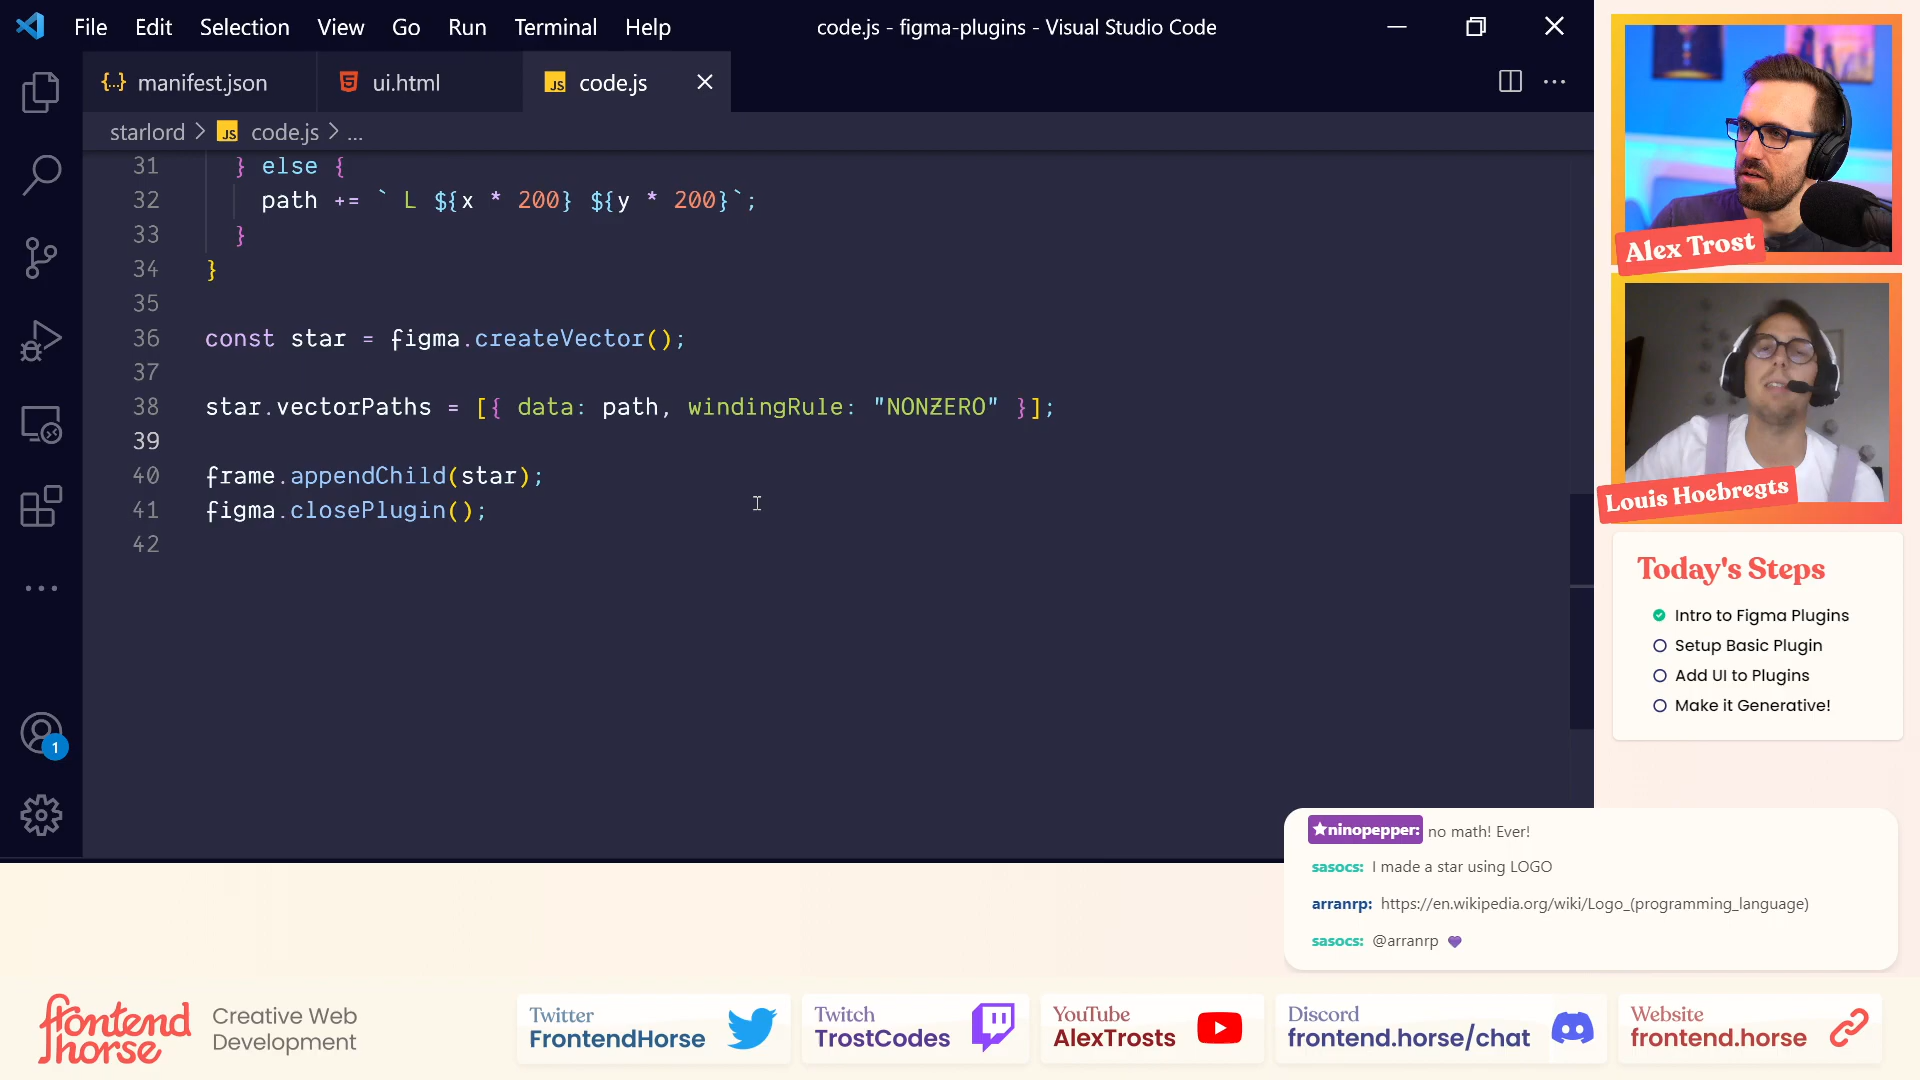 File Edit Selection View Go Run Terminal Help
code.js - figma-plugins - Visual Studio Code
{..} manifest.json
ui.html
JS code.js
starlord > JS code.js > ...
31 } else {
32 path += ` L ${x * 200} ${y * 200}`;
33 }
34 }
35
36 const star = figma.createVector();
37
38 star.vectorPaths = [{ data: path, windingRule: "NONZERO" }];
39
40 frame.appendChild(star);
41 figma.closePlugin();
42
1
Alex Trost
Louis Hoebregts
Today's Steps
Intro to Figma Plugins
Setup Basic Plugin
Add UI to Plugins
Make it Generative!
★ninopepper: no math! Ever!
sasocs: I made a star using LOGO
arranrp: https://en.wikipedia.org/wiki/Logo_(programming_language)
sasocs: @arranrp 💜
frontend
horse
Creative Web
Development
Twitter
FrontendHorse
Twitch
TrostCodes
YouTube
AlexTrosts
Discord
frontend.horse/chat
Website
frontend.horse